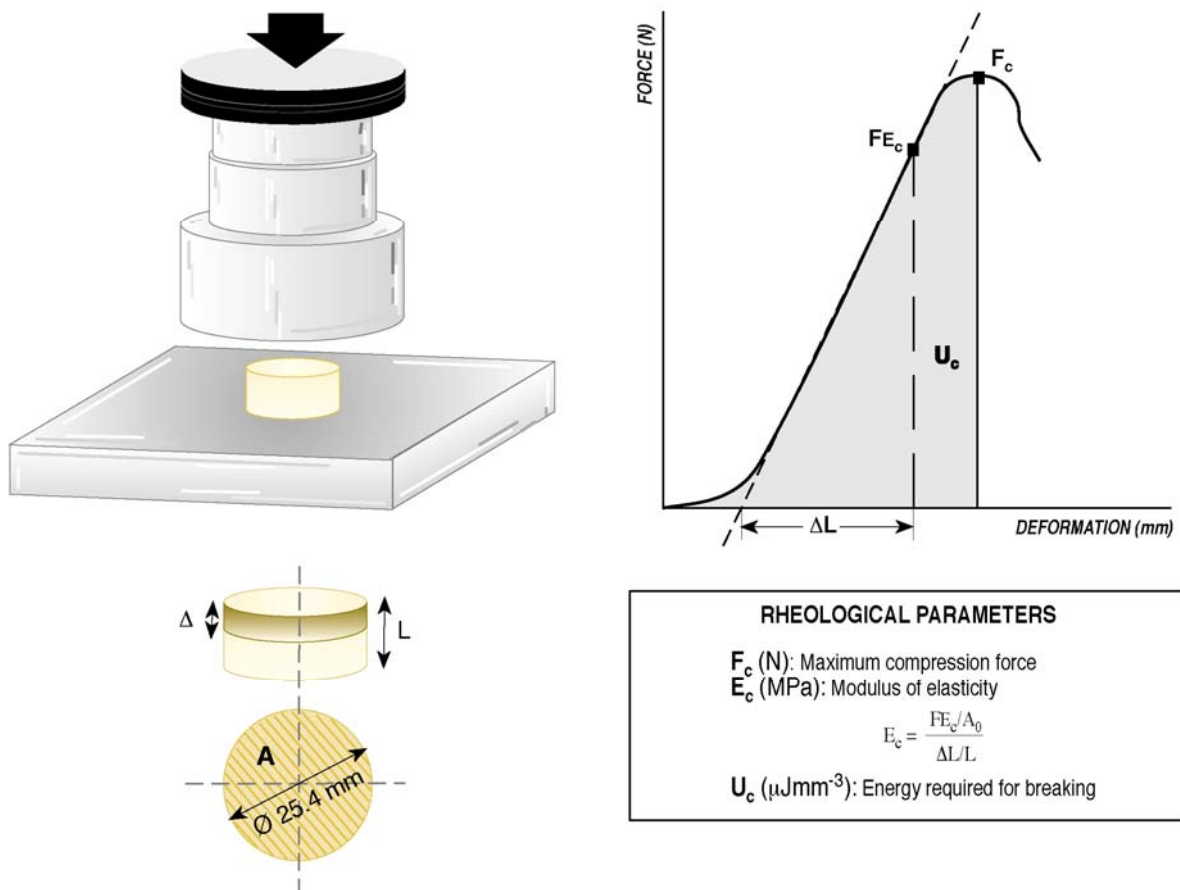 FORCE (N)
F_c
FE_c
U_c
ΔL
DEFORMATION (mm)
Δ
L
A
Ø 25.4 mm
RHEOLOGICAL PARAMETERS
F_c (N): Maximum compression force
E_c (MPa): Modulus of elasticity
E_c = FE_c/A_0
ΔL/L
U_c (μJmm⁻³): Energy required for breaking